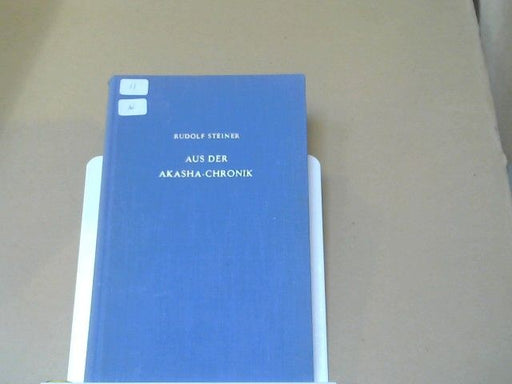 RUDOLF STEINER
AUS DER
AKASHA-CHRONIK